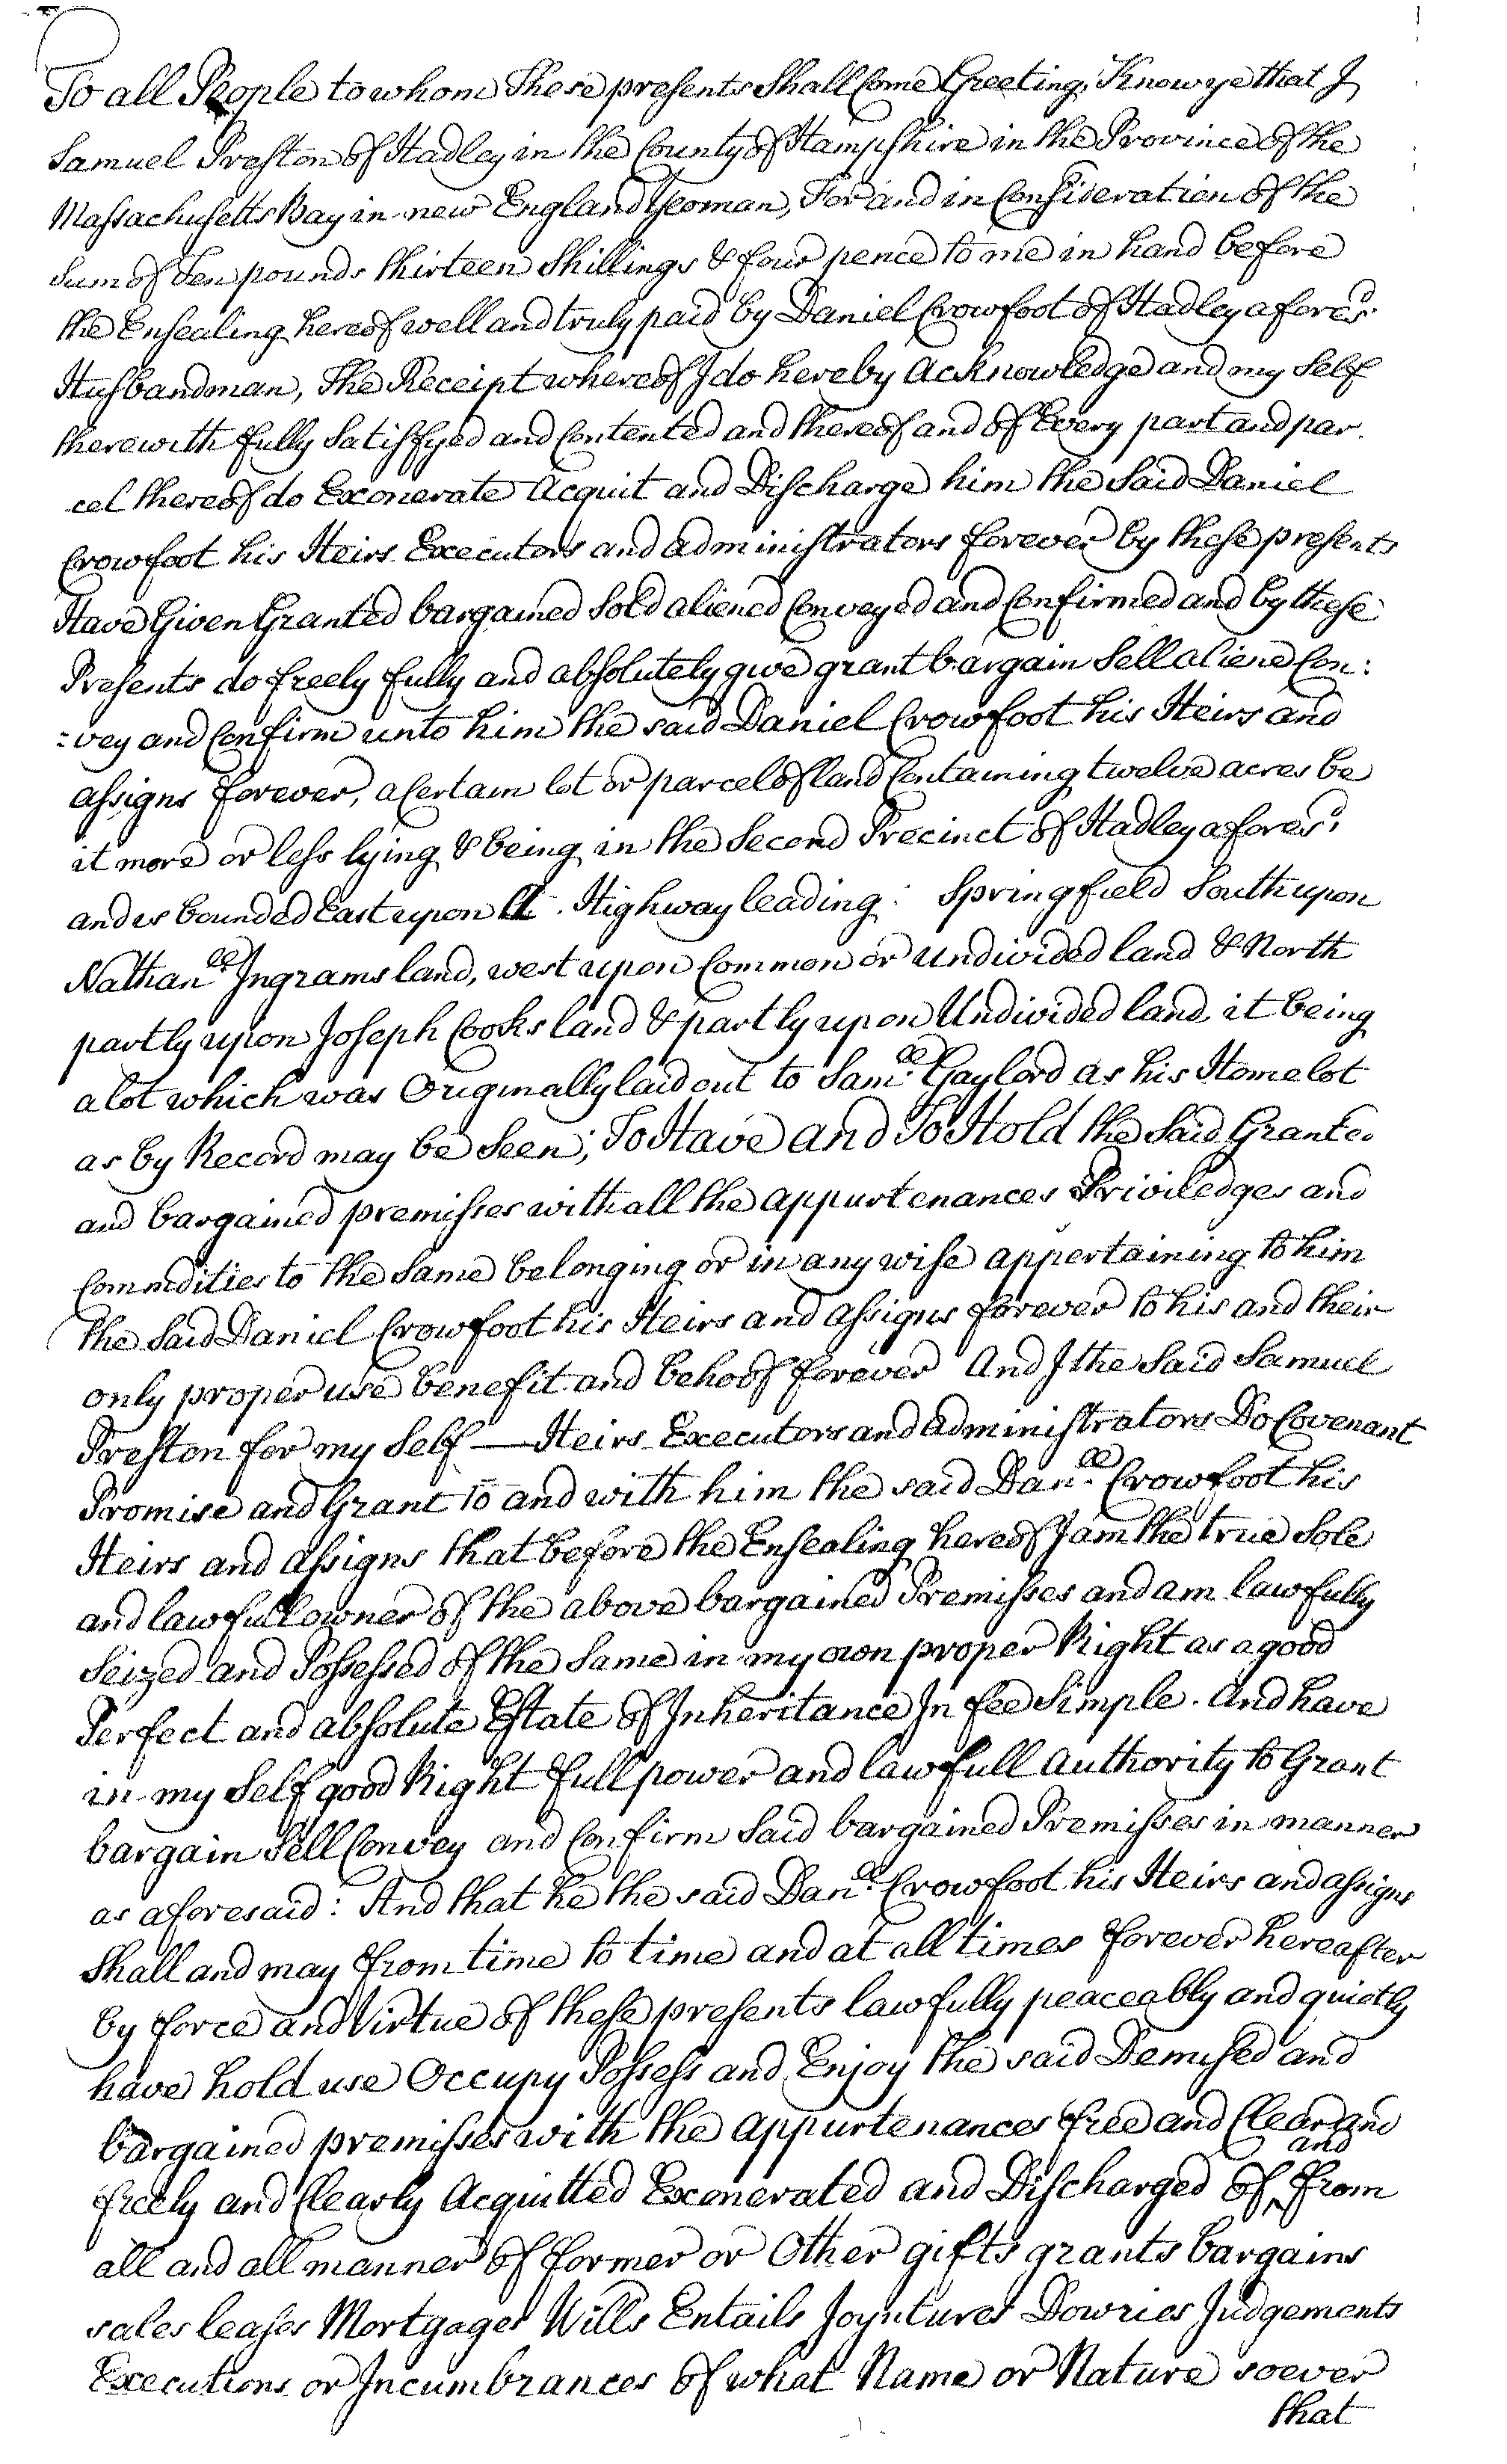 To all People to whom These presents Shall Come Greeting, Know ye that I
Samuel Preston of Hadley in the County of Hampshire in the Province of the
Massachusetts Bay in new England Yeoman, For and in Consideration of the
Sum of Ten pounds thirteen Shillings & four pence to me in hand before
the Ensealing hereof well and truly paid by Daniel Crowfoot of Hadley afores.d
Husbandman, The Receipt whereof I do hereby Acknowledge and my Self
therewith fully Satisfyed and Contented and thereof and of Every part and par.
cel thereof do Exonerate Acquit and Discharge him the Said Daniel
Crowfoot his Heirs Executors and administrators forever by these presents
Have Given Granted bargained Sold aliened Conveyed and Confirmed and by these
Presents do freely fully and absolutely give grant bargain Sell aliene Con:
:vey and Confirm unto him the said Daniel Crowfoot his Heirs and
assigns forever, a Certain lot or parcel of land Containing twelve acres be
it more or less lying & being in the Second Precinct of Hadley afores.d
and is bounded East upon Highway leading Springfield South upon
Nathan.ll Ingrams land, west upon Common or Undivided land & North
partly upon Joseph Cooks land & partly upon Undivided land it being
a lot which was Originally laid out to Sam.ll Gaylord as his Home lot
as by Record may be Seen; To Have and To Hold the Said Granted
and bargained premisses with all the appurtenances Priviledges and
Commodities to the Same belonging or in any wise appertaining to him
the Said Daniel Crowfoot his Heirs and assigns forever to his and their
only proper use benefit and behoof forever And I the Said Samuel
Preston for my Self — Heirs Executors and administrators Do Covenant
Promise and Grant to and with him the said Dan.ll Crowfoot his
Heirs and assigns that before the Ensealing hereof I am the true Sole
and lawfull owner of the above bargained Premisses and am lawfully
Seized and Possessed of the Same in my own proper Right as a good
Perfect and absolute Estate of Inheritance In fee Simple. And have
in my Self good Right full power and lawfull Authority to Grant
bargain Sell Convey and Confirm Said bargained Premisses in manner
as aforesaid: And that he the said Dan.ll Crowfoot his Heirs and assigns
Shall and may from time to time and at all times forever hereafter
by force and Virtue of these presents lawfully peaceably and quietly
have hold use Occupy Possess and Enjoy the said Demised and
bargained premisses with the appurtenances free and Clear and
freely and Clearly Acquitted Exonerated and Discharged of and from
all and all manner of former or Other gifts grants bargains
sales leases Mortgages Wills Entails Joyntures Dowries Judgements
Executions or Incumbrances of what Name or Nature soever
that